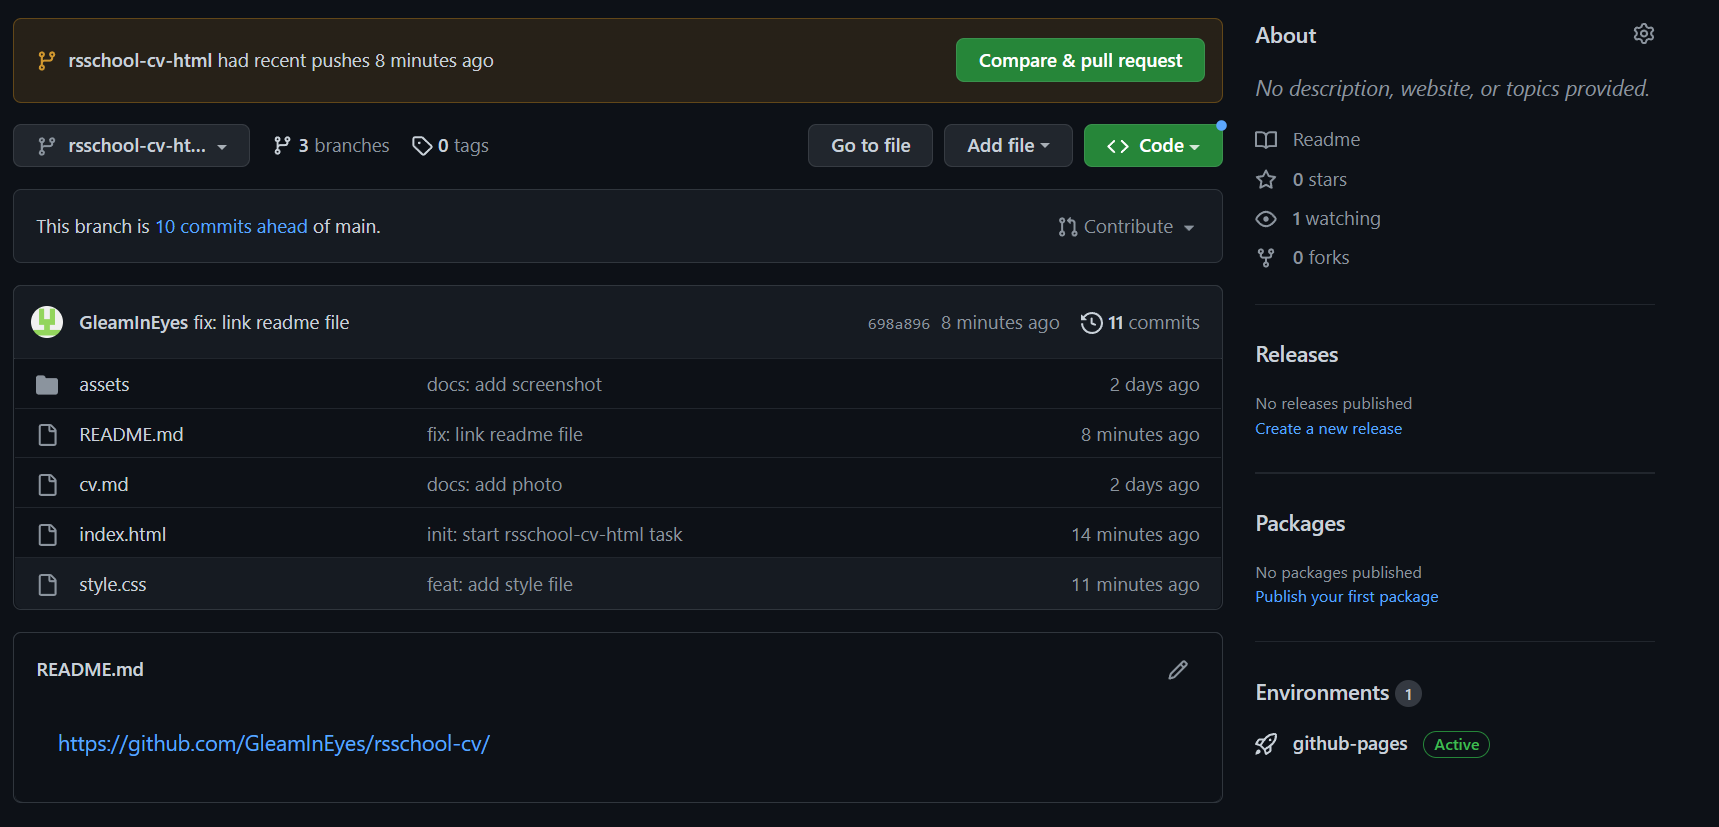 rsschool-cv-html had recent pushes 8 minutes ago
Compare & pull request
rsschool-cv-ht...
3 branches
0 tags
Go to file
Add file
Code
This branch is 10 commits ahead of main.
Contribute
GleamInEyes fix: link readme file
698a896 8 minutes ago
11 commits
assets docs: add screenshot 2 days ago
README.md fix: link readme file 8 minutes ago
cv.md docs: add photo 2 days ago
index.html init: start rsschool-cv-html task 14 minutes ago
style.css feat: add style file 11 minutes ago
README.md
https://github.com/GleamInEyes/rsschool-cv/
About
No description, website, or topics provided.
Readme
0 stars
1 watching
0 forks
Releases
No releases published
Create a new release
Packages
No packages published
Publish your first package
Environments 1
github-pages Active